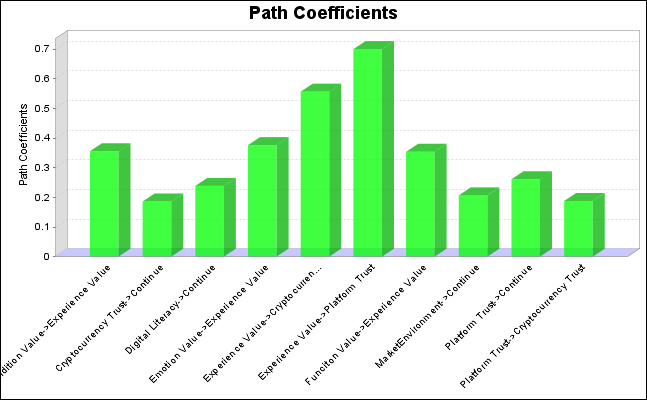 Path Coefficients
Path Coefficients
0.7
0.6
0.5
0.4
0.3
0.2
0.1
0
dition Value->Experience Value
Cryptocurrency Trust->Continue
Digital Literacy->Continue
Emotion Value->Experience Value
Experience Value->Cryptocurren...
Experience Value->Platform Trust
Funciton Value->Experience Value
MarketEnvironment->Continue
Platform Trust->Continue
Platform Trust->Cryptocurrency Trust